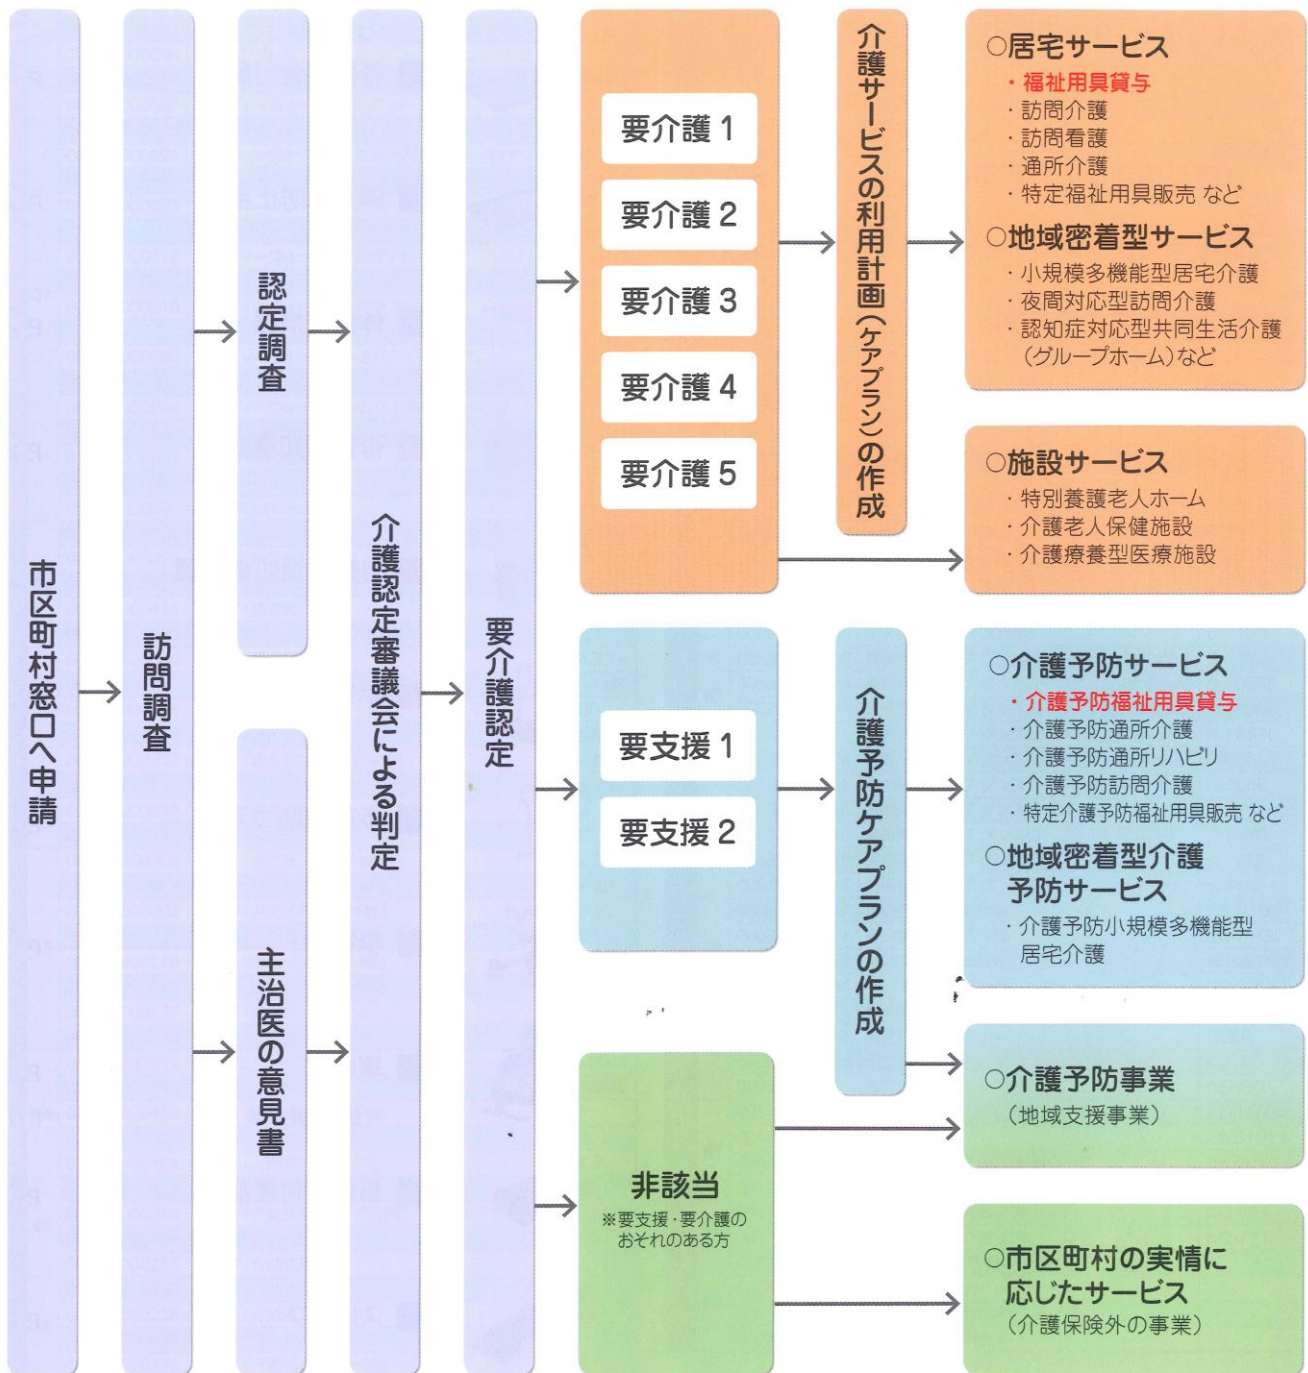 市区町村窓口へ申請
訪問調査
認定調査
主治医の意見書
介護認定審議会による判定
要介護認定
要介護 1
要介護 2
要介護 3
要介護 4
要介護 5
介護サービスの利用計画(ケアプラン)の作成
○居宅サービス
・福祉用具貸与
・訪問介護
・訪問看護
・通所介護
・特定福祉用具販売 など
○地域密着型サービス
・小規模多機能型居宅介護
・夜間対応型訪問介護
・認知症対応型共同生活介護
(グループホーム)など
○施設サービス
・特別養護老人ホーム
・介護老人保健施設
・介護療養型医療施設
要支援 1
要支援 2
介護予防ケアプランの作成
○介護予防サービス
・介護予防福祉用具貸与
・介護予防通所介護
・介護予防通所リハビリ
・介護予防訪問介護
・特定介護予防福祉用具販売 など
○地域密着型介護
予防サービス
・介護予防小規模多機能型
居宅介護
非該当
※要支援・要介護の
おそれのある方
○介護予防事業
(地域支援事業)
○市区町村の実情に
応じたサービス
(介護保険外の事業)